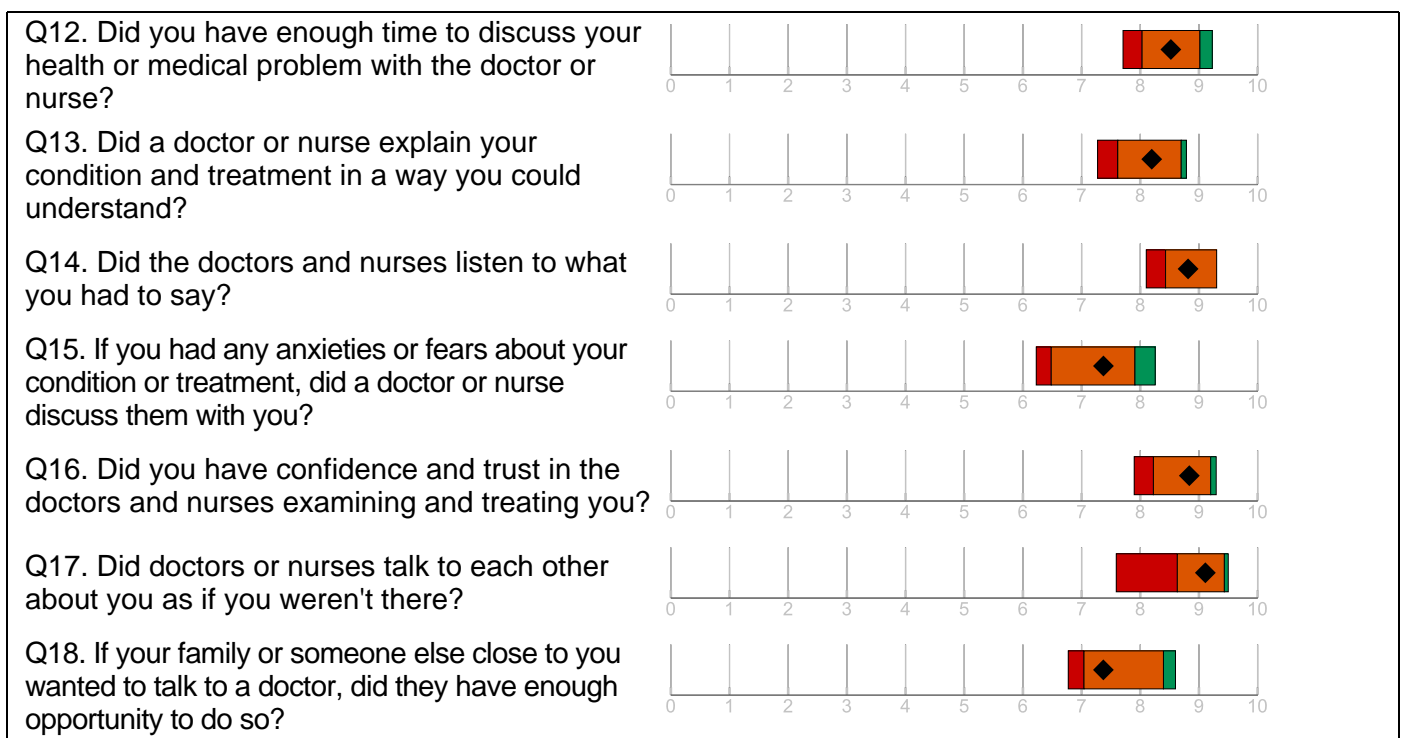 Q12. Did you have enough time to discuss your
health or medical problem with the doctor or
nurse?
0 1 2 3 4 5 6 7 8 9 10
Q13. Did a doctor or nurse explain your
condition and treatment in a way you could
understand?
0 1 2 3 4 5 6 7 8 9 10
Q14. Did the doctors and nurses listen to what
you had to say?
0 1 2 3 4 5 6 7 8 9 10
Q15. If you had any anxieties or fears about your
condition or treatment, did a doctor or nurse
discuss them with you?
0 1 2 3 4 5 6 7 8 9 10
Q16. Did you have confidence and trust in the
doctors and nurses examining and treating you?
0 1 2 3 4 5 6 7 8 9 10
Q17. Did doctors or nurses talk to each other
about you as if you weren't there?
0 1 2 3 4 5 6 7 8 9 10
Q18. If your family or someone else close to you
wanted to talk to a doctor, did they have enough
opportunity to do so?
0 1 2 3 4 5 6 7 8 9 10